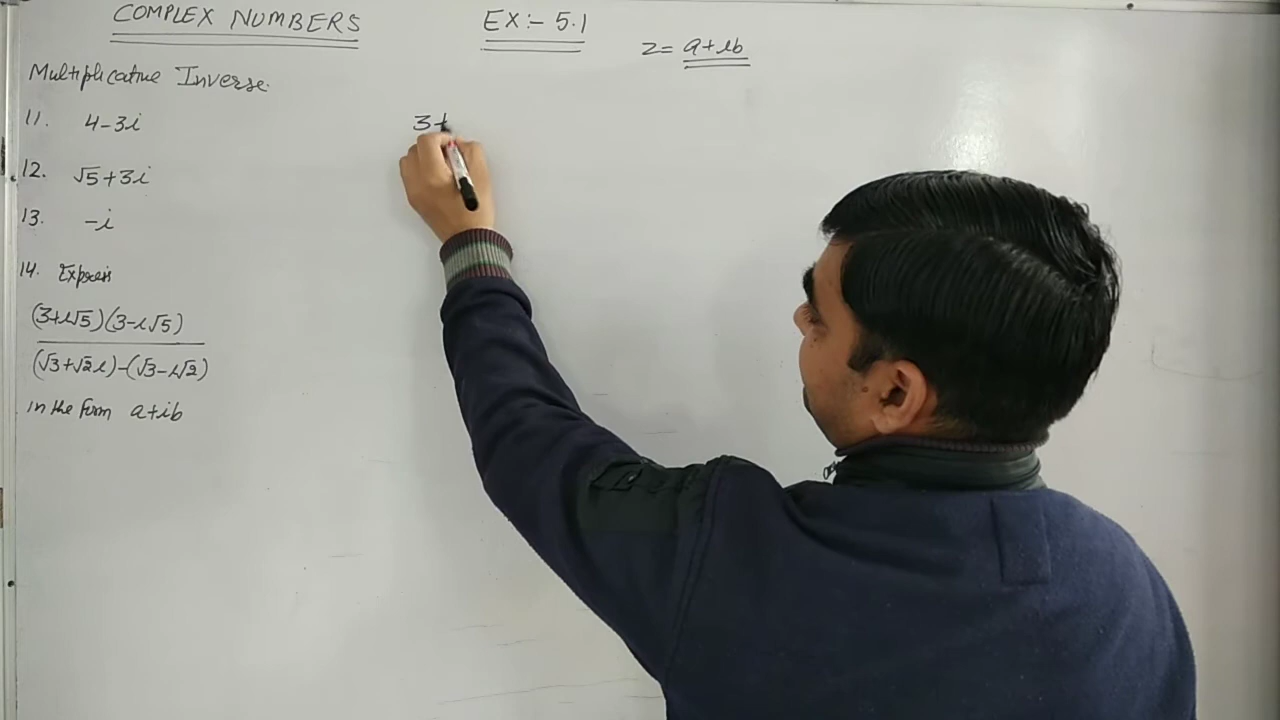 COMPLEX NUMBERS
EX:- 5.1
z = a+ib
Multiplicative Inverse.
11. 4-3i
12. √5+3i
13. -i
14. Express
(3+i√5)(3-i√5)
(√3+√2i)-(√3-i√2)
in the form a+ib
3+